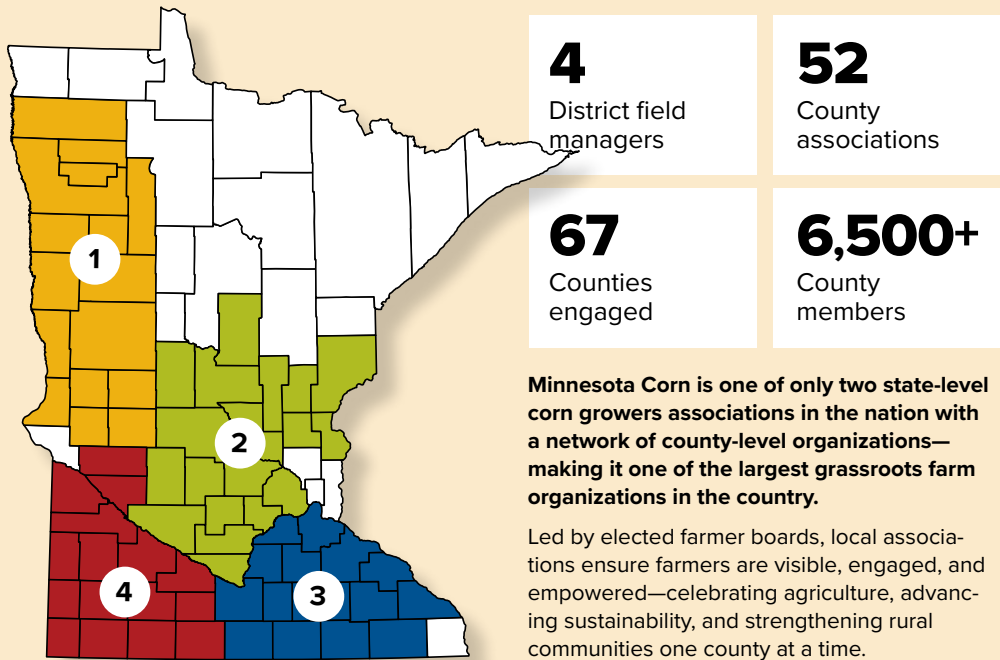 1
2
3
4
4
District field
managers
52
County
associations
67
Counties
engaged
6,500+
County
members
Minnesota Corn is one of only two state-level
corn growers associations in the nation with
a network of county-level organizations—
making it one of the largest grassroots farm
organizations in the country.
Led by elected farmer boards, local associa-
tions ensure farmers are visible, engaged, and
empowered—celebrating agriculture, advanc-
ing sustainability, and strengthening rural
communities one county at a time.